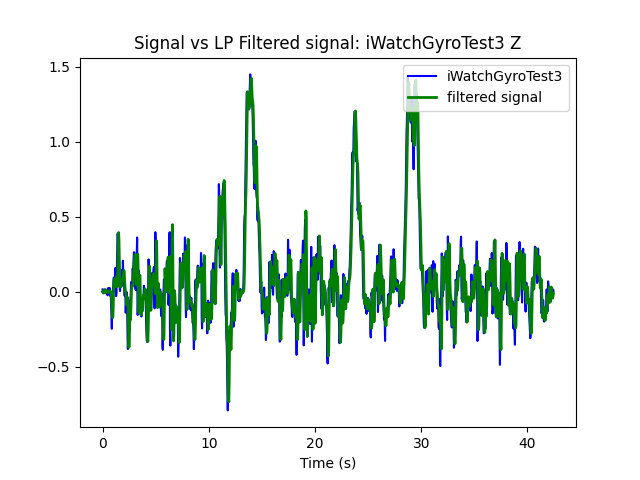 Signal vs LP Filtered signal: iWatchGyroTest3 Z
iWatchGyroTest3
filtered signal
1.5
1.0
0.5
0.0
−0.5
0 10 20 30 40
Time (s)